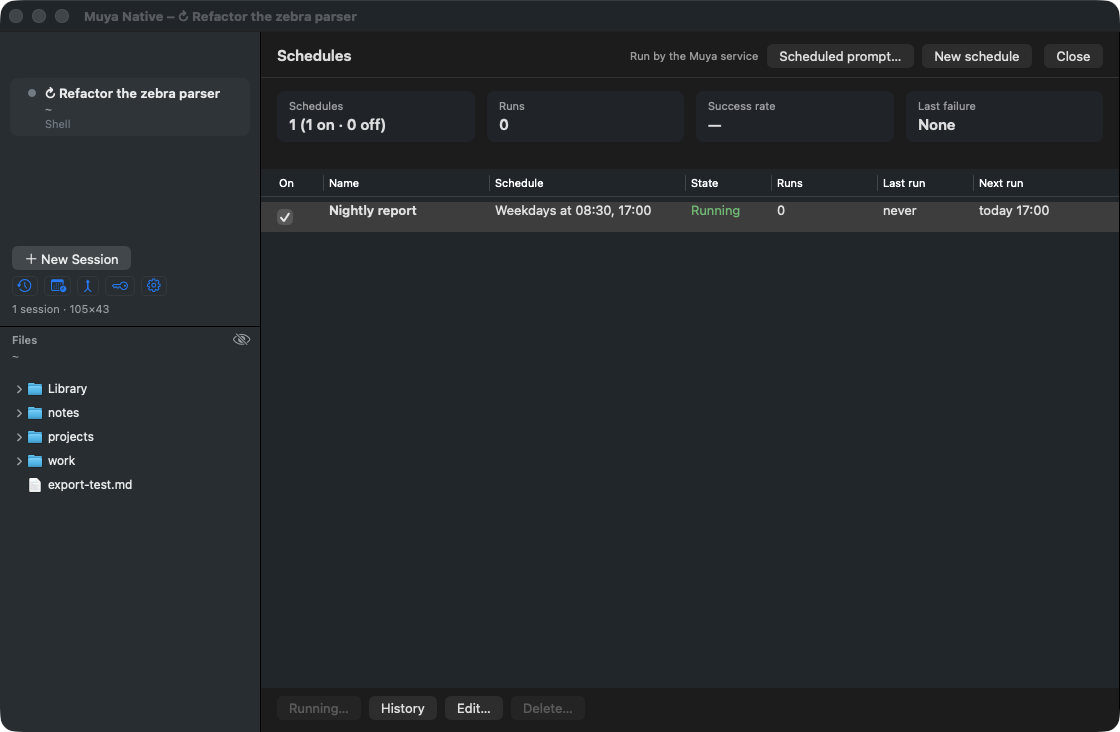 Muya Native – ↻ Refactor the zebra parser
↻ Refactor the zebra parser
~
Shell
+ New Session
1 session · 105×43
Files
~
Library
notes
projects
work
export-test.md
Schedules
Run by the Muya service
Scheduled prompt...
New schedule
Close
Schedules
1 (1 on · 0 off)
Runs
0
Success rate
—
Last failure
None
On Name Schedule State Runs Last run Next run
Nightly report Weekdays at 08:30, 17:00 Running 0 never today 17:00
Running... History Edit... Delete...